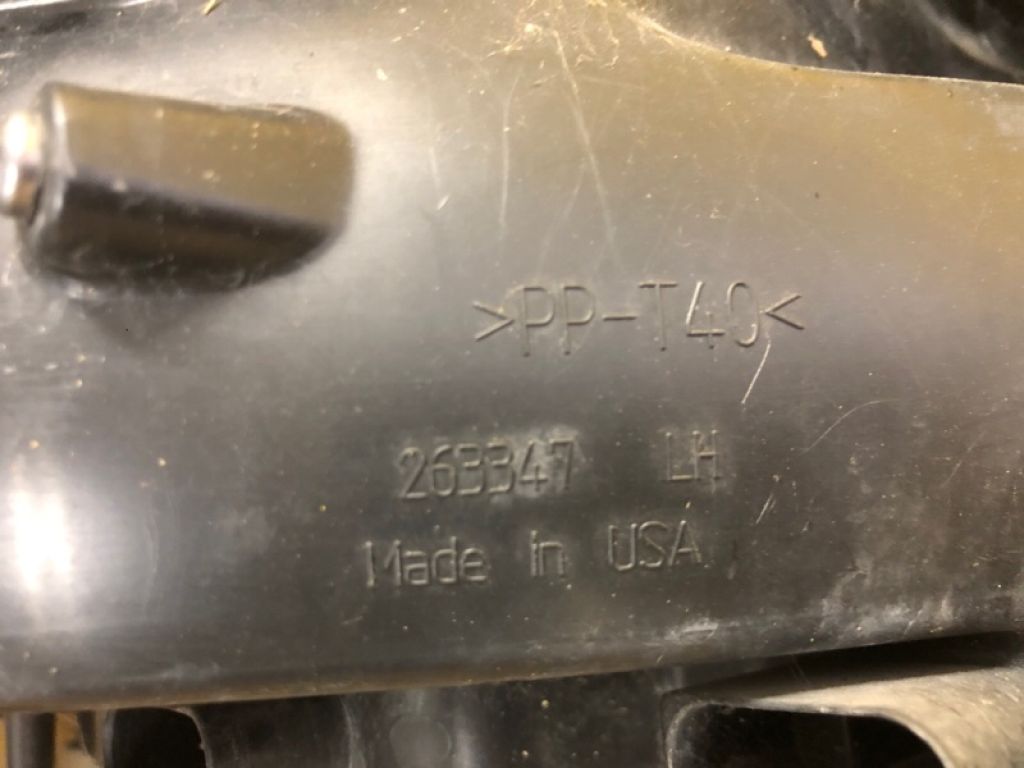 >PP-T40<
263347 LH
Made in USA